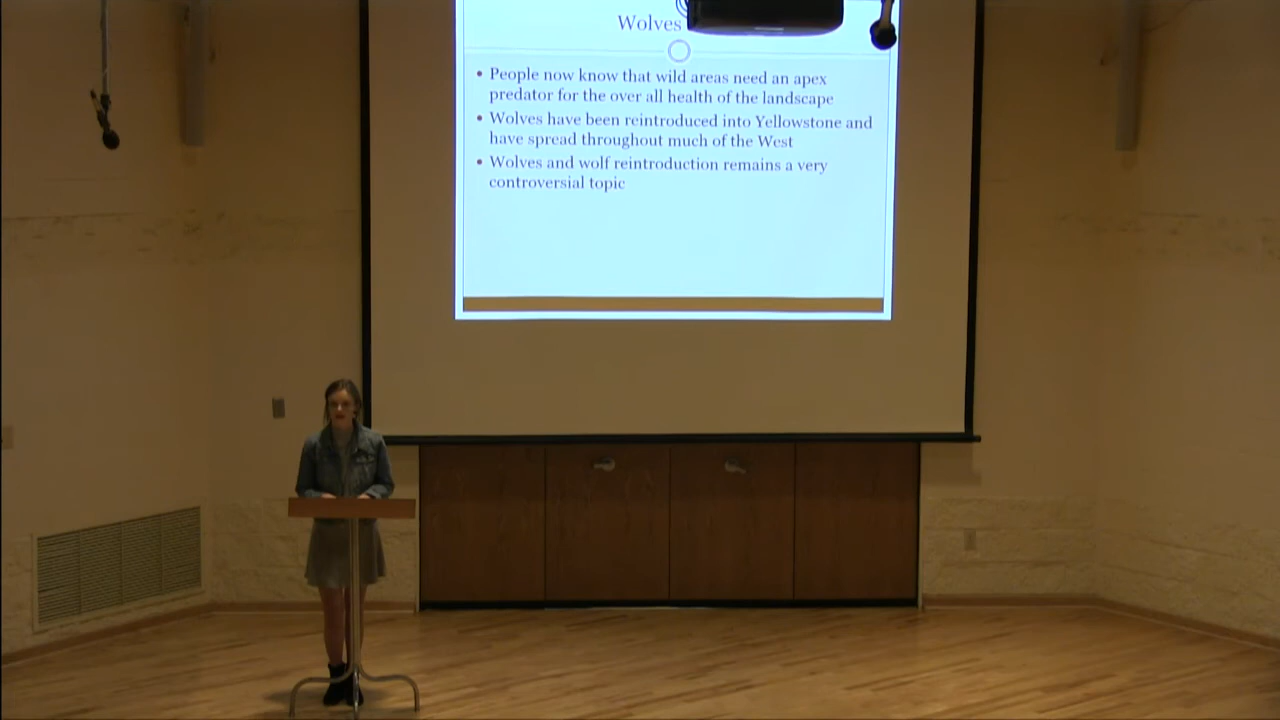 Wolves
• People now know that wild areas need an apex
predator for the over all health of the landscape
• Wolves have been reintroduced into Yellowstone and
have spread throughout much of the West
• Wolves and wolf reintroduction remains a very
controversial topic